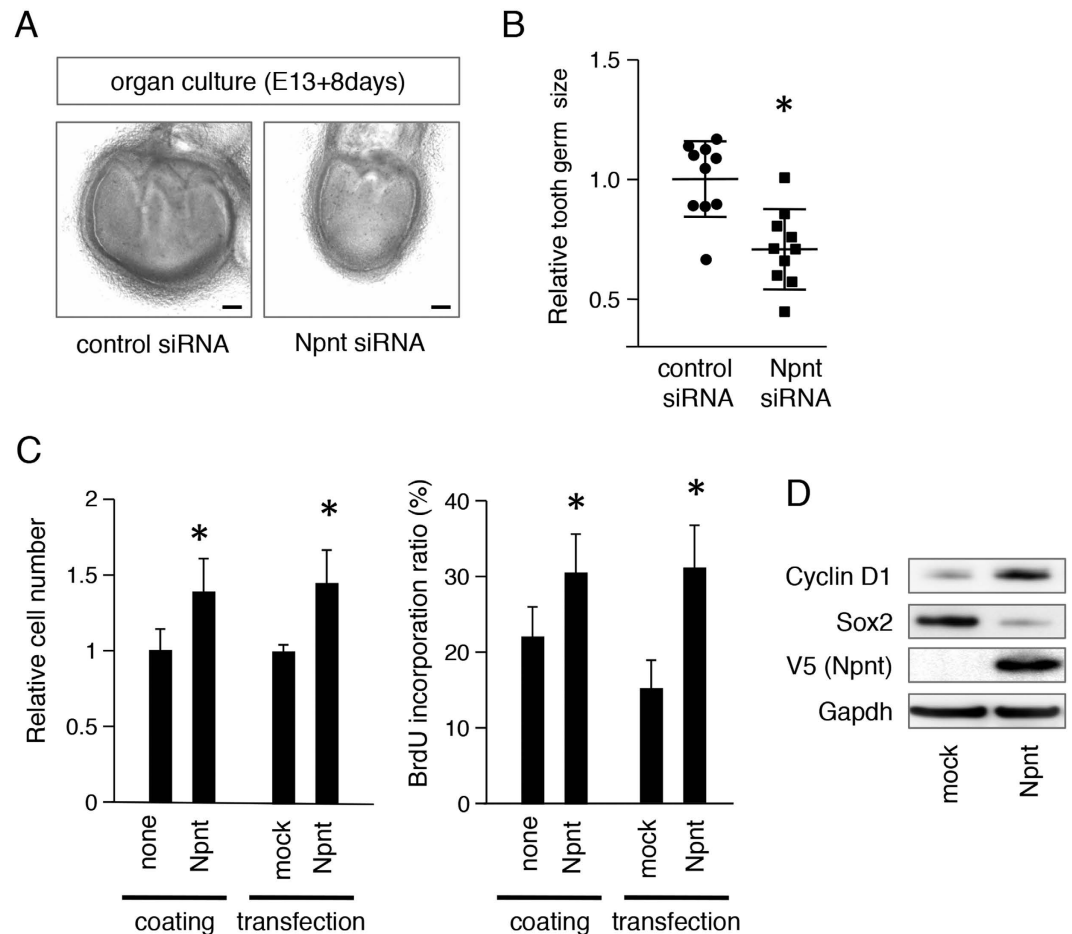 A
organ culture (E13+8days)
control siRNA
Npnt siRNA
B
Relative tooth germ size
1.5
1.0
0.5
*
control
siRNA
Npnt
siRNA
C
Relative cell number
2
1.5
1
0.5
0
*
*
none
Npnt
mock
Npnt
coating
transfection
BrdU incorporation ratio (%)
40
30
20
10
0
*
*
none
Npnt
mock
Npnt
coating
transfection
D
Cyclin D1
Sox2
V5 (Npnt)
Gapdh
mock
Npnt